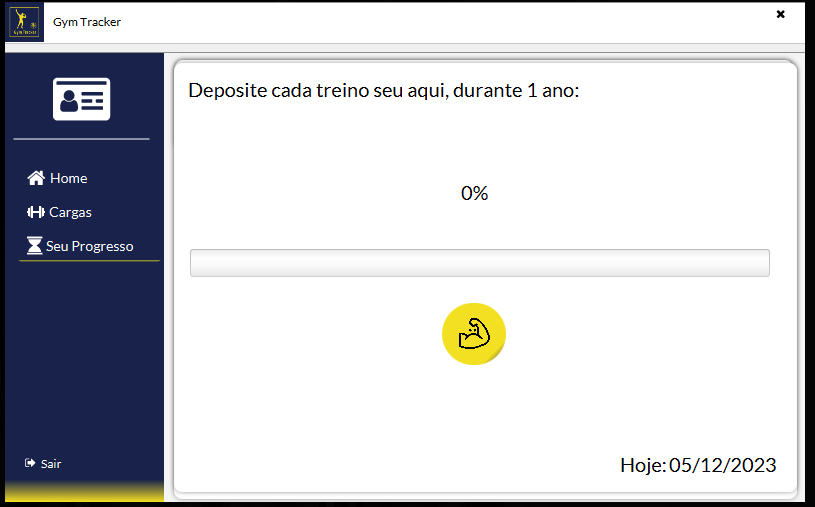 Gym Tracker
Gym Tracker
Deposite cada treino seu aqui, durante 1 ano:
Home
Cargas
Seu Progresso
0%
Sair
Hoje: 05/12/2023